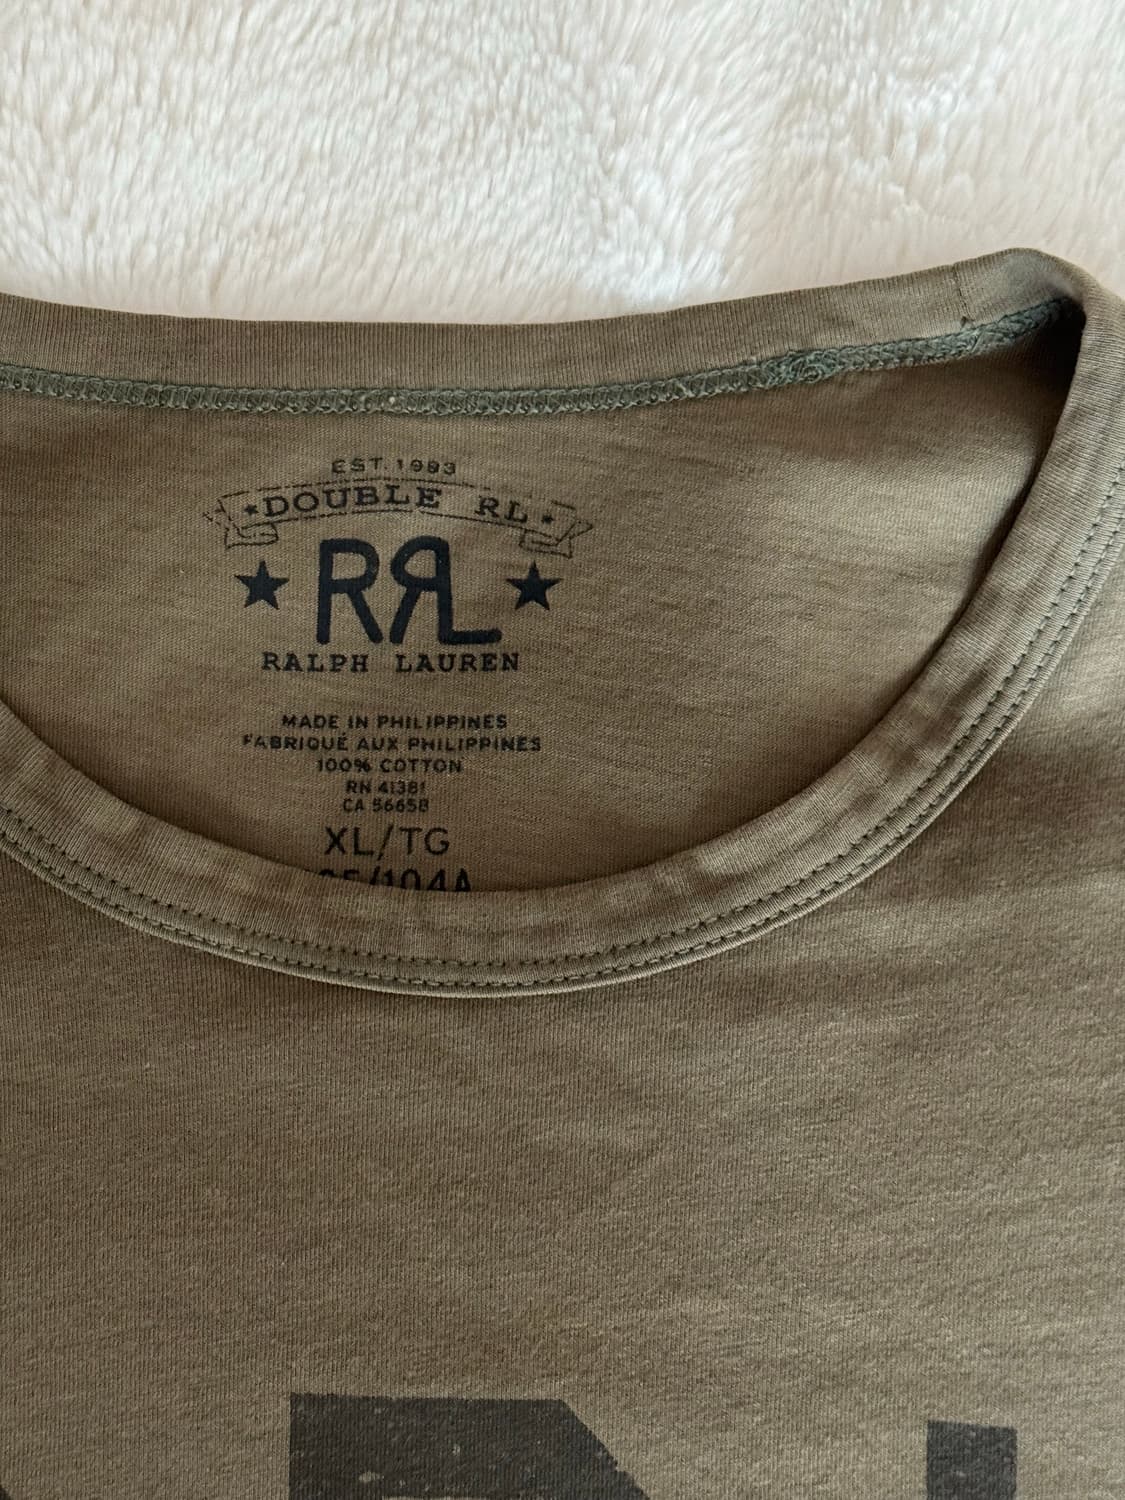 EST. 1993
★DOUBLE RL★
★ RRL ★
RALPH LAUREN
MADE IN PHILIPPINES
FABRIQUÉ AUX PHILIPPINES
100% COTTON
RN 41381
CA 56658
XL/TG
/104A